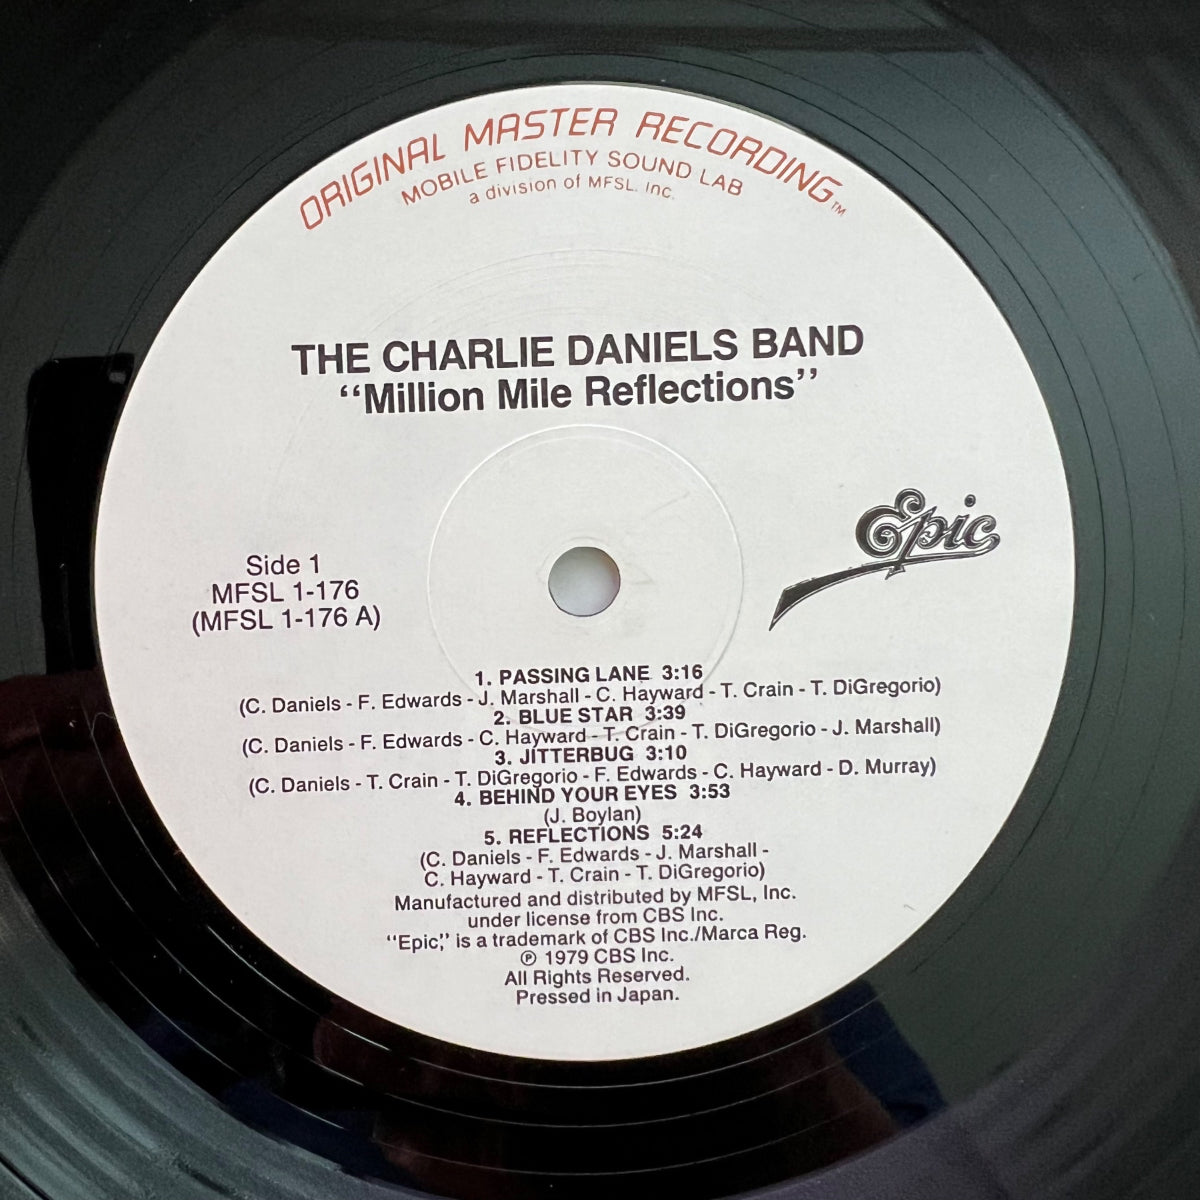 ORIGINAL MASTER RECORDING™
MOBILE FIDELITY SOUND LAB
a division of MFSL. Inc.
THE CHARLIE DANIELS BAND
“Million Mile Reflections”
Epic
Side 1
MFSL 1-176
(MFSL 1-176 A)
1. PASSING LANE 3:16
(C. Daniels - F. Edwards - J. Marshall - C. Hayward - T. Crain - T. DiGregorio)
2. BLUE STAR 3:39
(C. Daniels - F. Edwards - C. Hayward - T. Crain - T. DiGregorio - J. Marshall)
3. JITTERBUG 3:10
(C. Daniels - T. Crain - T. DiGregorio - F. Edwards - C. Hayward - D. Murray)
4. BEHIND YOUR EYES 3:53
(J. Boylan)
5. REFLECTIONS 5:24
(C. Daniels - F. Edwards - J. Marshall -
C. Hayward - T. Crain - T. DiGregorio)
Manufactured and distributed by MFSL, Inc.
under license from CBS Inc.
“Epic,” is a trademark of CBS Inc./Marca Reg.
℗ 1979 CBS Inc.
All Rights Reserved.
Pressed in Japan.